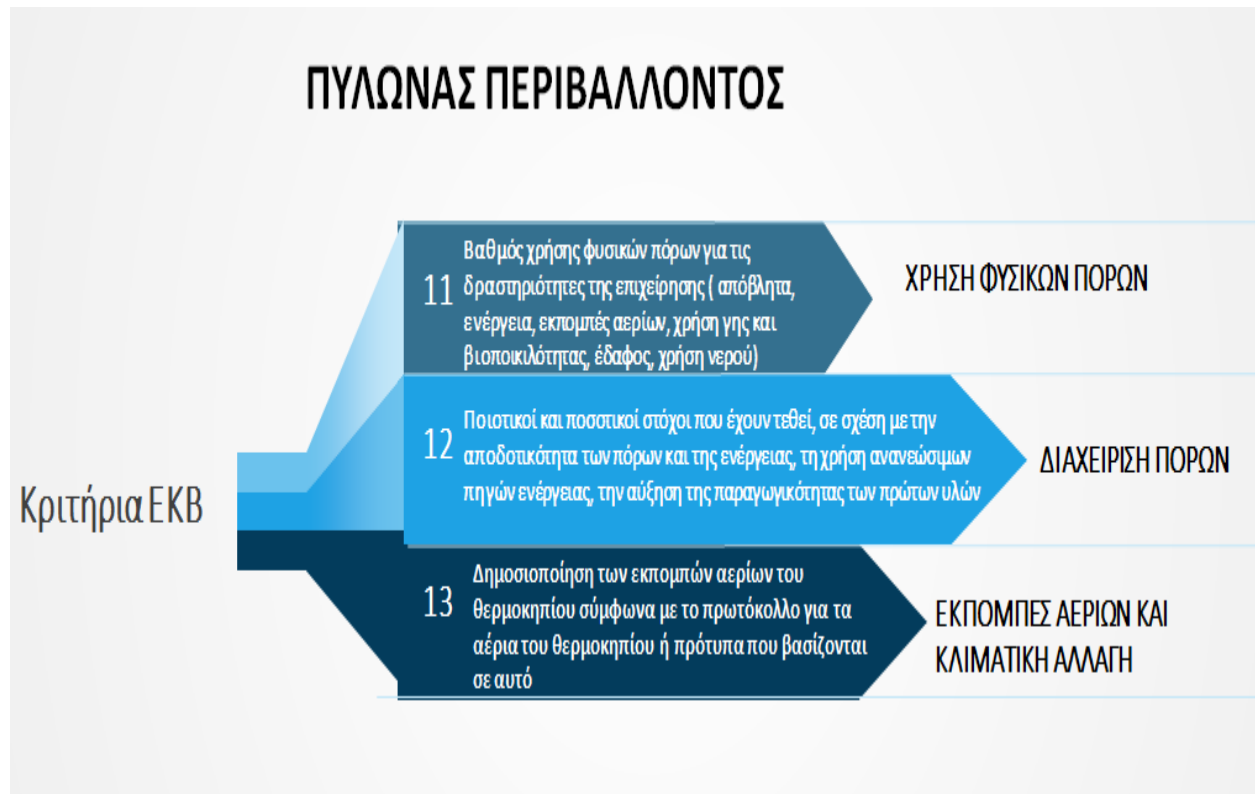 ΠΥΛΩΝΑΣ ΠΕΡΙΒΑΛΛΟΝΤΟΣ
Κριτήρια ΕΚΒ
11
Βαθμός χρήσης φυσικών πόρων για τις
δραστηριότητες της επιχείρησης ( απόβλητα,
ενέργεια, εκπομπές αερίων, χρήση γης και
βιοποικιλότητας, έδαφος, χρήση νερού)
ΧΡΗΣΗ ΦΥΣΙΚΩΝ ΠΟΡΩΝ
12
Ποιοτικοί και ποσοτικοί στόχοι που έχουν τεθεί, σε σχέση με την
αποδοτικότητα των πόρων και της ενέργειας, τη χρήση ανανεώσιμων
πηγών ενέργειας, την αύξηση της παραγωγικότητας των πρώτων υλών
ΔΙΑΧΕΙΡΙΣΗ ΠΟΡΩΝ
13
Δημοσιοποίηση των εκπομπών αερίων του
θερμοκηπίου σύμφωνα με το πρωτόκολλο για τα
αέρια του θερμοκηπίου ή πρότυπα που βασίζονται
σε αυτό
ΕΚΠΟΜΠΕΣ ΑΕΡΙΩΝ ΚΑΙ
ΚΛΙΜΑΤΙΚΗ ΑΛΛΑΓΗ